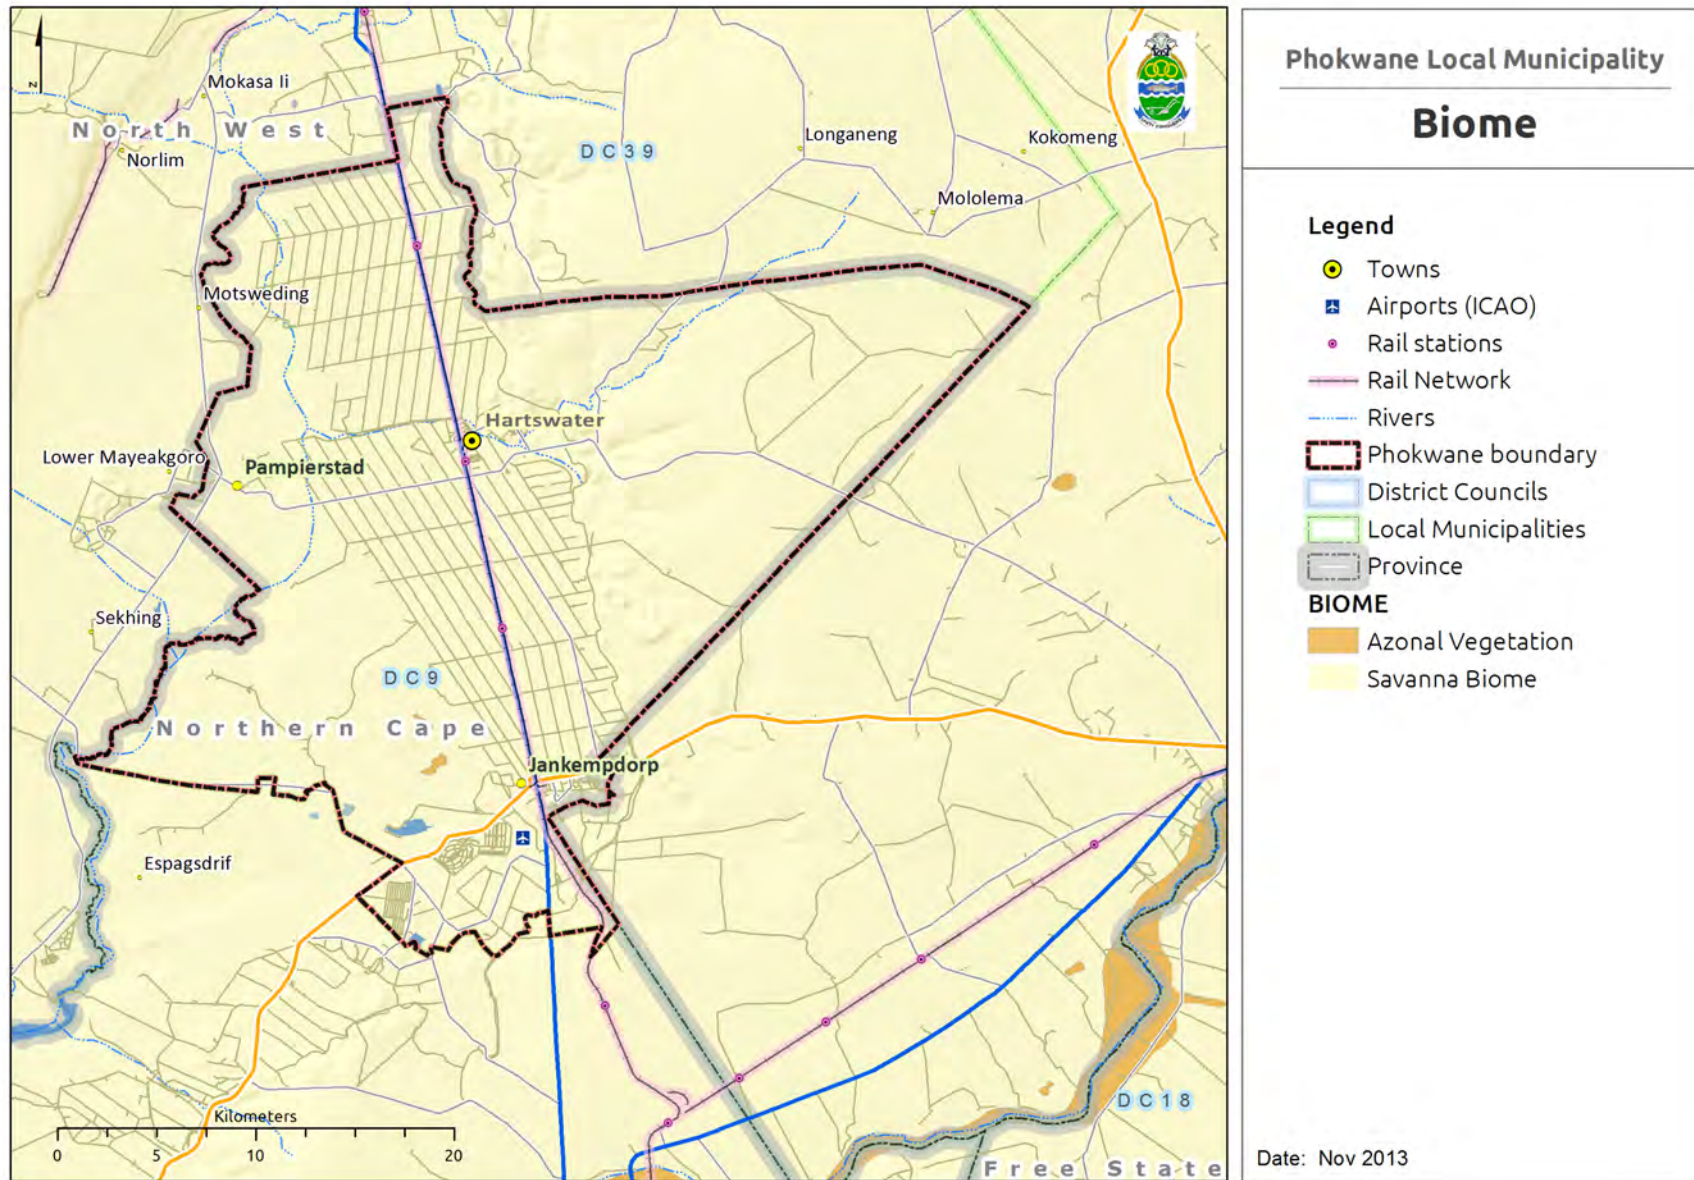 Phokwane Local Municipality
Biome
Legend
Towns
Airports (ICAO)
Rail stations
Rail Network
Rivers
Phokwane boundary
District Councils
Local Municipalities
Province
BIOME
Azonal Vegetation
Savanna Biome
Date: Nov 2013
N
Mokasa Ii
North West
Norlim
DC39
Longaneng
Kokomeng
Mololema
Motsweding
Hartswater
Lower Mayeakgoro
Pampierstad
Sekhing
DC9
Northern Cape
Jankempdorp
Espagsdrif
Kilometers
0 5 10 20
DC18
Free State